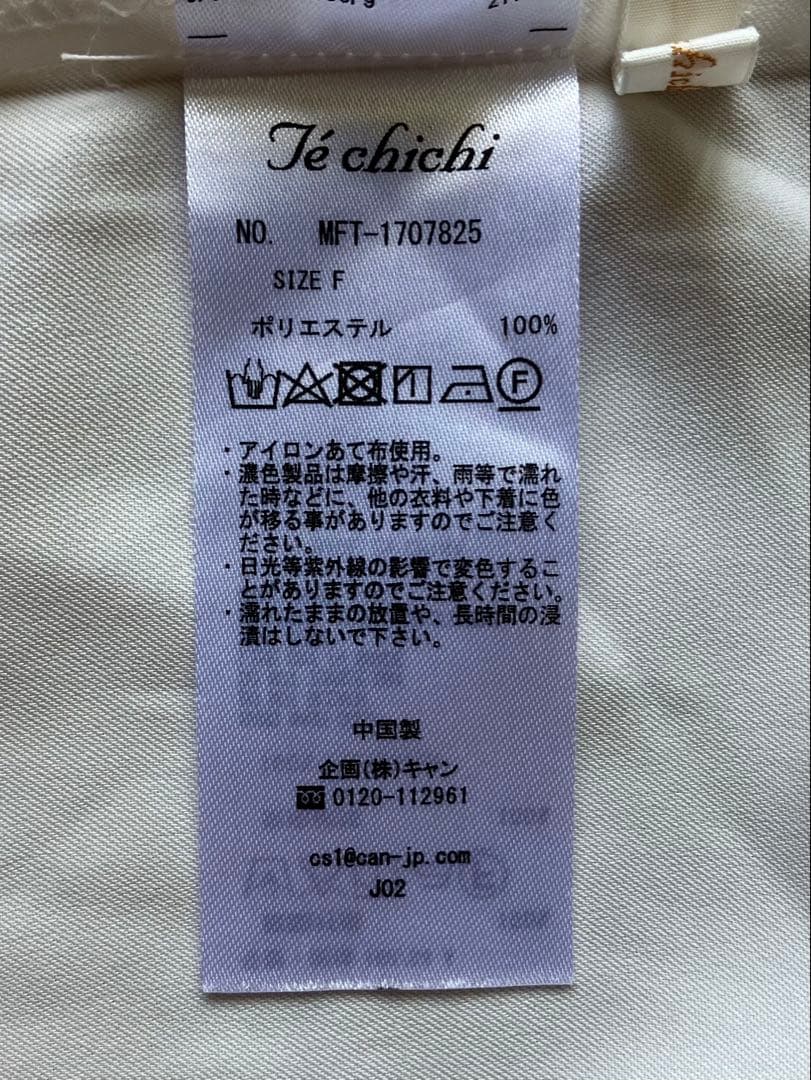 Té chichi
NO. MFT-1707825
SIZE F
ポリエステル 100%
F
・アイロンあて布使用。
・濃色製品は摩擦や汗、雨等で濡れ
た時などに、他の衣料や下着に色
が移る事がありますのでご注意く
ださい。
・日光等紫外線の影響で変色するこ
とがありますのでご注意ください。
・濡れたままの放置や、長時間の浸
漬はしないで下さい。
中国製
企画(株)キャン
0120-112961
cs1@can-jp.com
J02